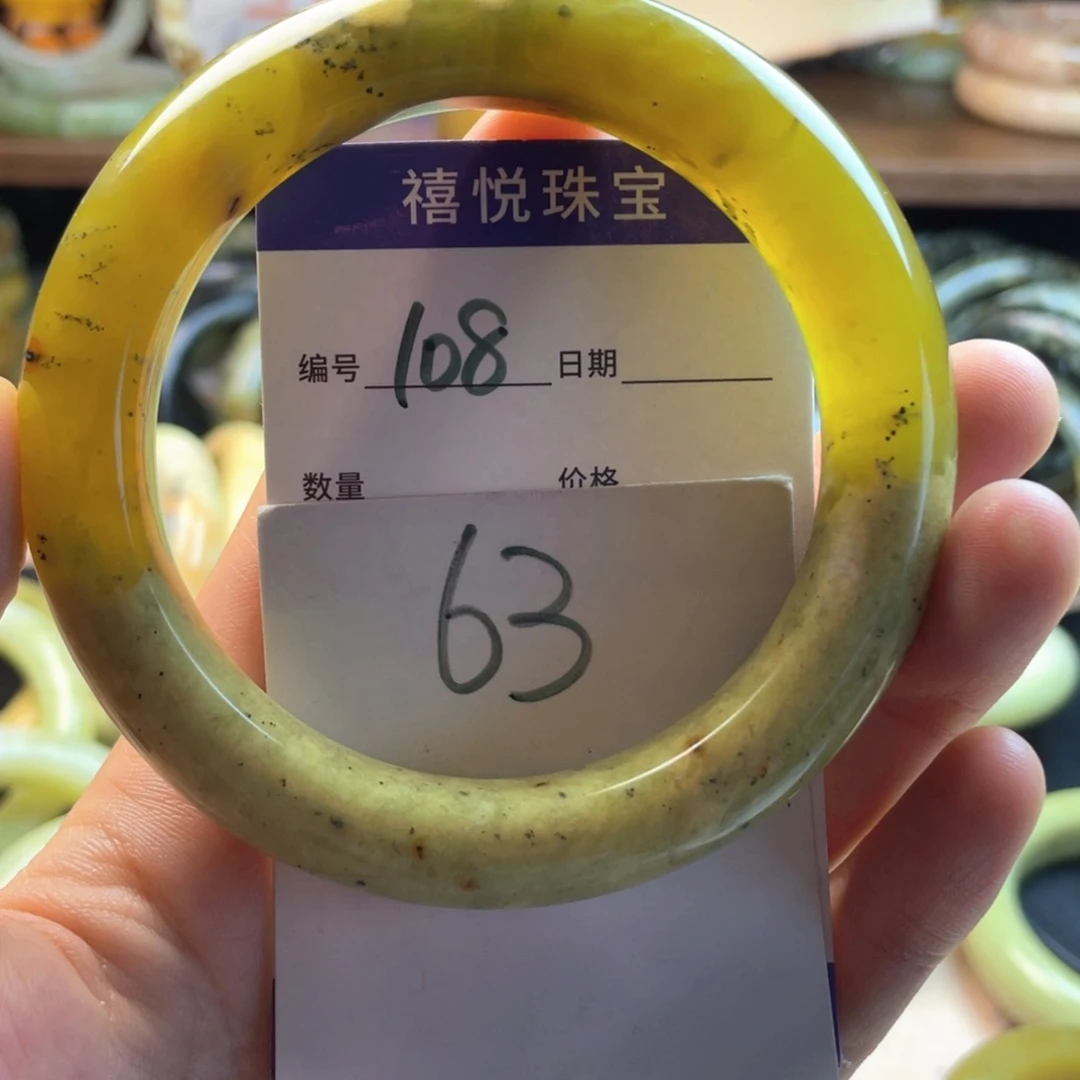 禧悦珠宝
编号 108 日期
数量 价格
63